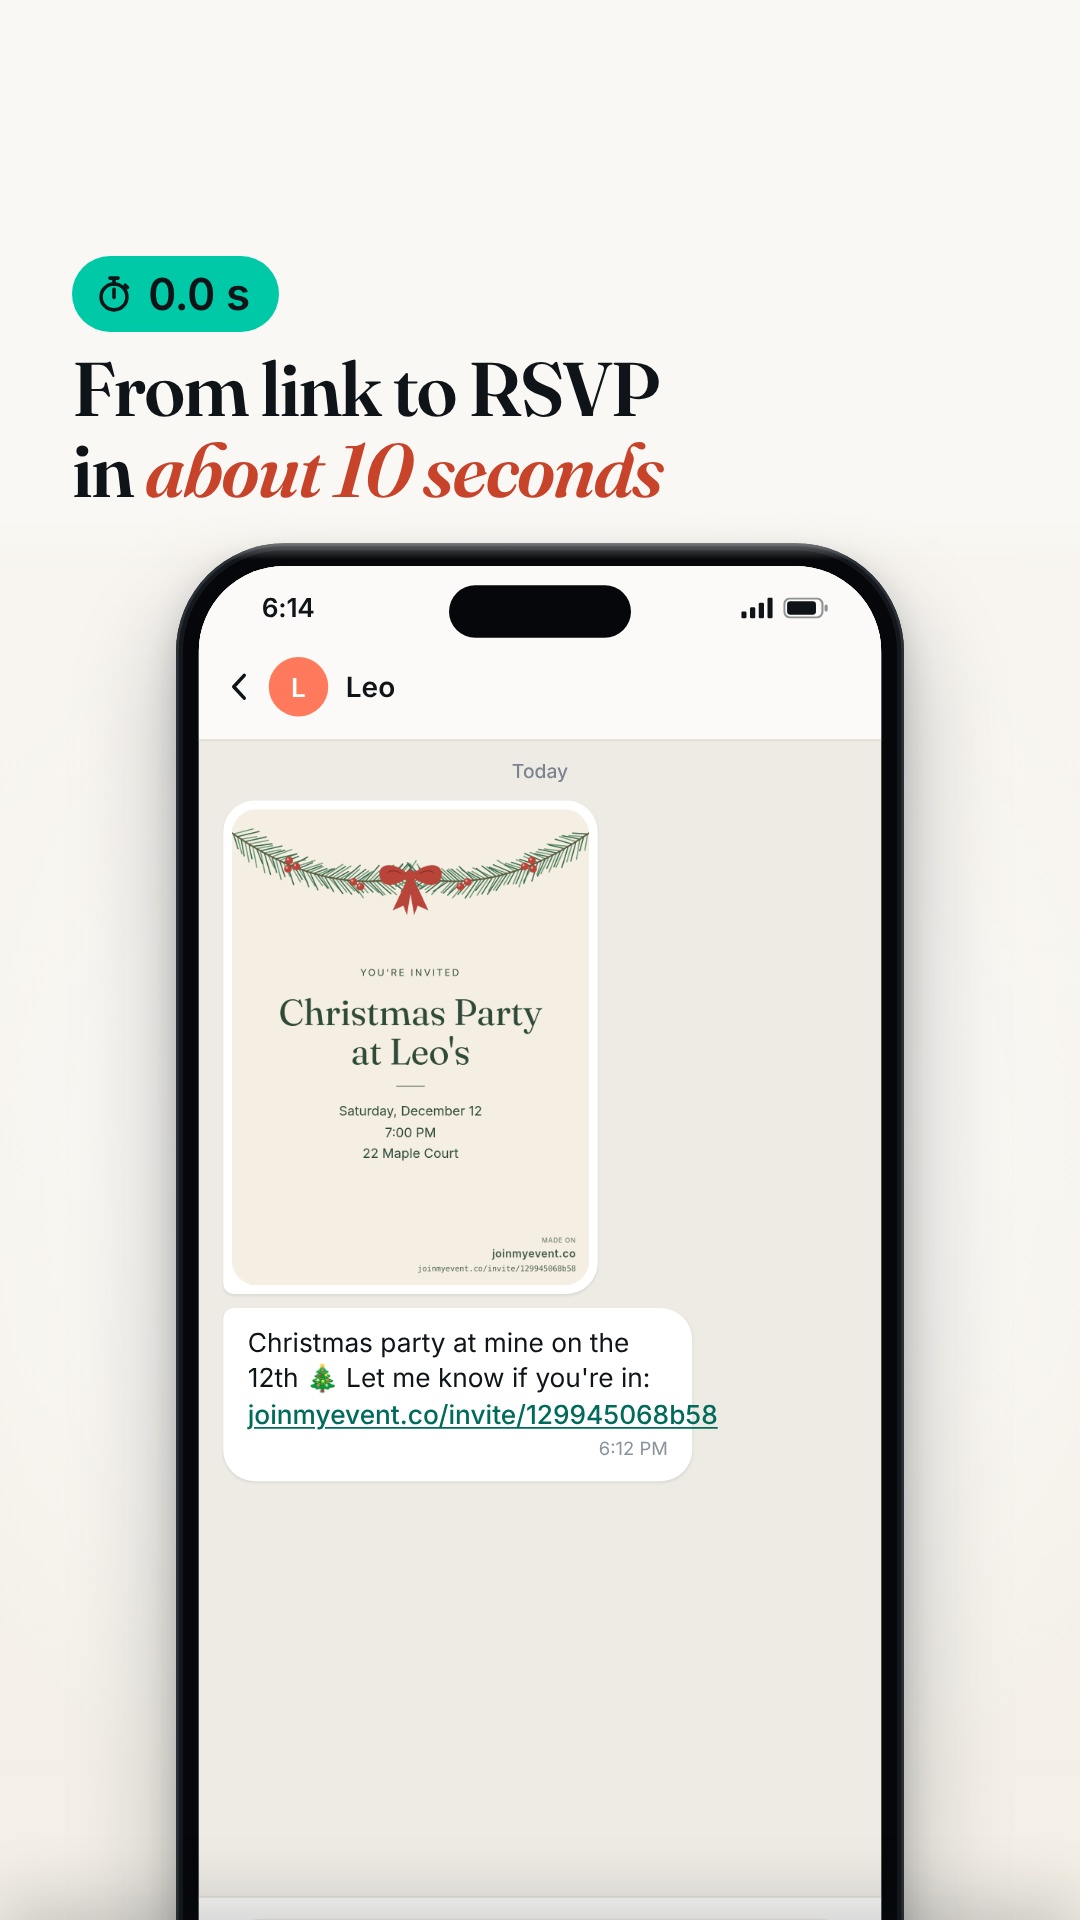 0.0 s
From link to RSVP
in about 10 seconds
6:14
L
Leo
Today
YOU'RE INVITED
Christmas Party
at Leo's
Saturday, December 12
7:00 PM
22 Maple Court
MADE ON
joinmyevent.co
joinmyevent.co/invite/129945068b58
Christmas party at mine on the
12th 🎄 Let me know if you're in:
joinmyevent.co/invite/129945068b58
6:12 PM